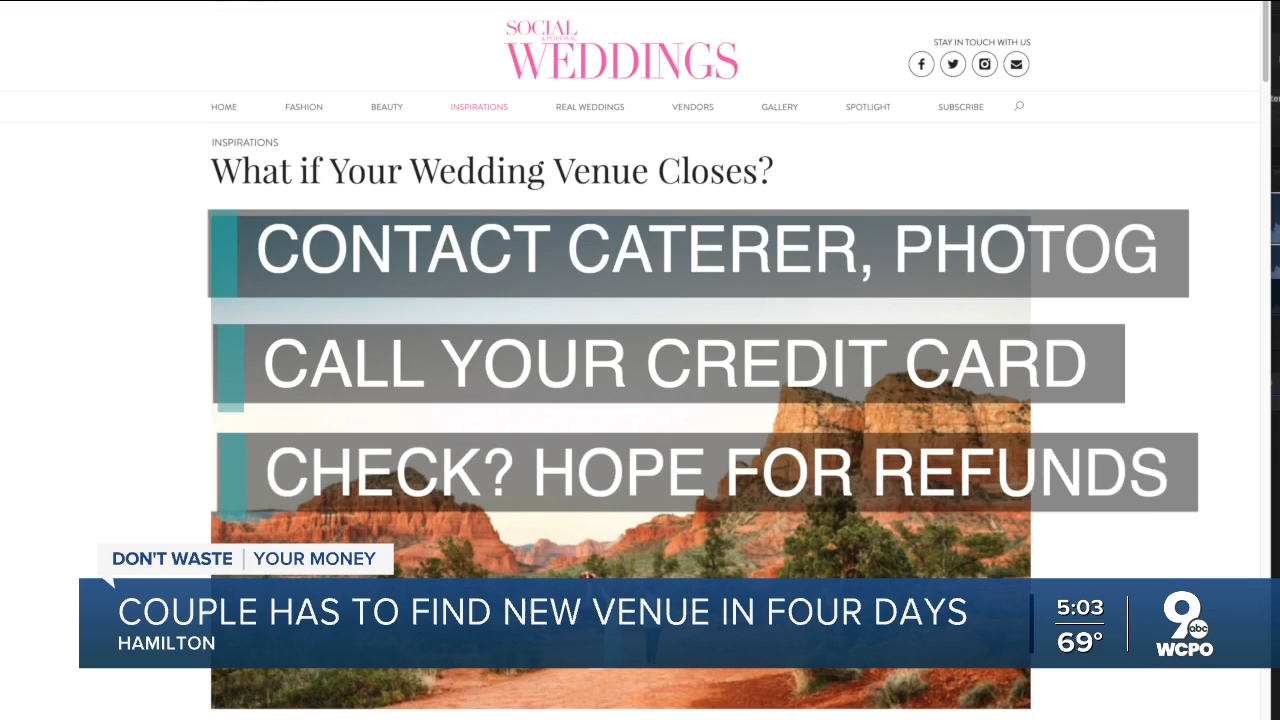 SOCIAL
& PERSONAL
WEDDINGS
STAY IN TOUCH WITH US
HOME FASHION BEAUTY INSPIRATIONS REAL WEDDINGS VENDORS GALLERY SPOTLIGHT SUBSCRIBE
INSPIRATIONS
What if Your Wedding Venue Closes?
CONTACT CATERER, PHOTOG
CALL YOUR CREDIT CARD
CHECK? HOPE FOR REFUNDS
DON'T WASTE | YOUR MONEY
COUPLE HAS TO FIND NEW VENUE IN FOUR DAYS
HAMILTON
5:03
69°
9
abc
WCPO